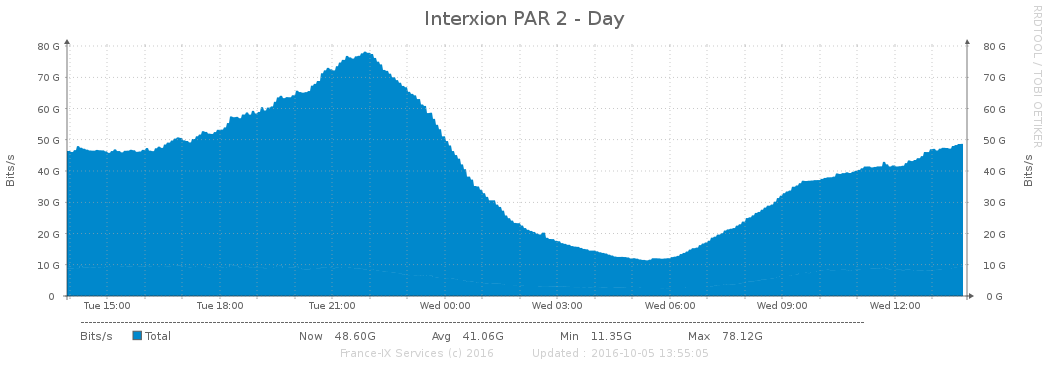 Interxion PAR 2 - Day
RRDTOOL / TOBI OETIKER
Bits/s
80 G
70 G
60 G
50 G
40 G
30 G
20 G
10 G
0
80 G
70 G
60 G
50 G
40 G
30 G
20 G
10 G
0 G
Bits/s
Tue 15:00 Tue 18:00 Tue 21:00 Wed 00:00 Wed 03:00 Wed 06:00 Wed 09:00 Wed 12:00
Bits/s Total Now 48.60G Avg 41.06G Min 11.35G Max 78.12G
France-IX Services (c) 2016 Updated : 2016-10-05 13:55:05